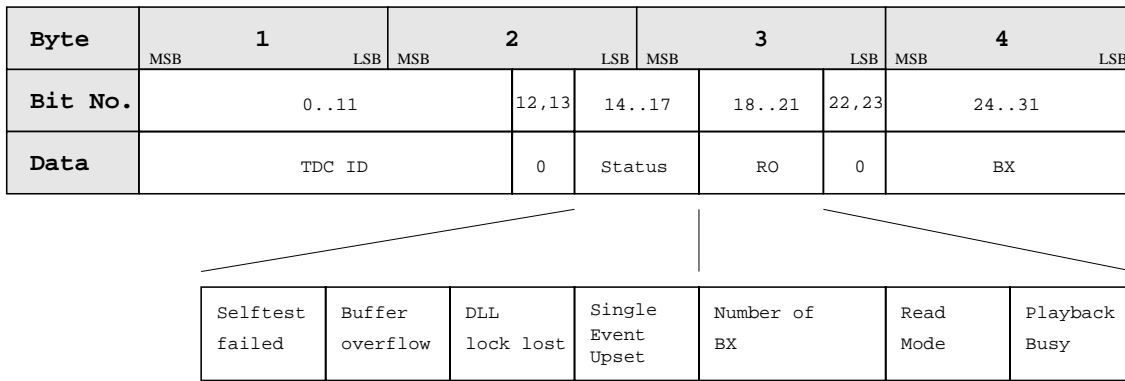 Byte 1 2 3 4
MSB LSB MSB LSB MSB LSB MSB LSB
Bit No. 0..11 12,13 14..17 18..21 22,23 24..31
Data TDC ID 0 Status RO 0 BX
Selftest Buffer DLL Single Number of Read Playback
failed overflow lock lost Event BX Mode Busy
Upset